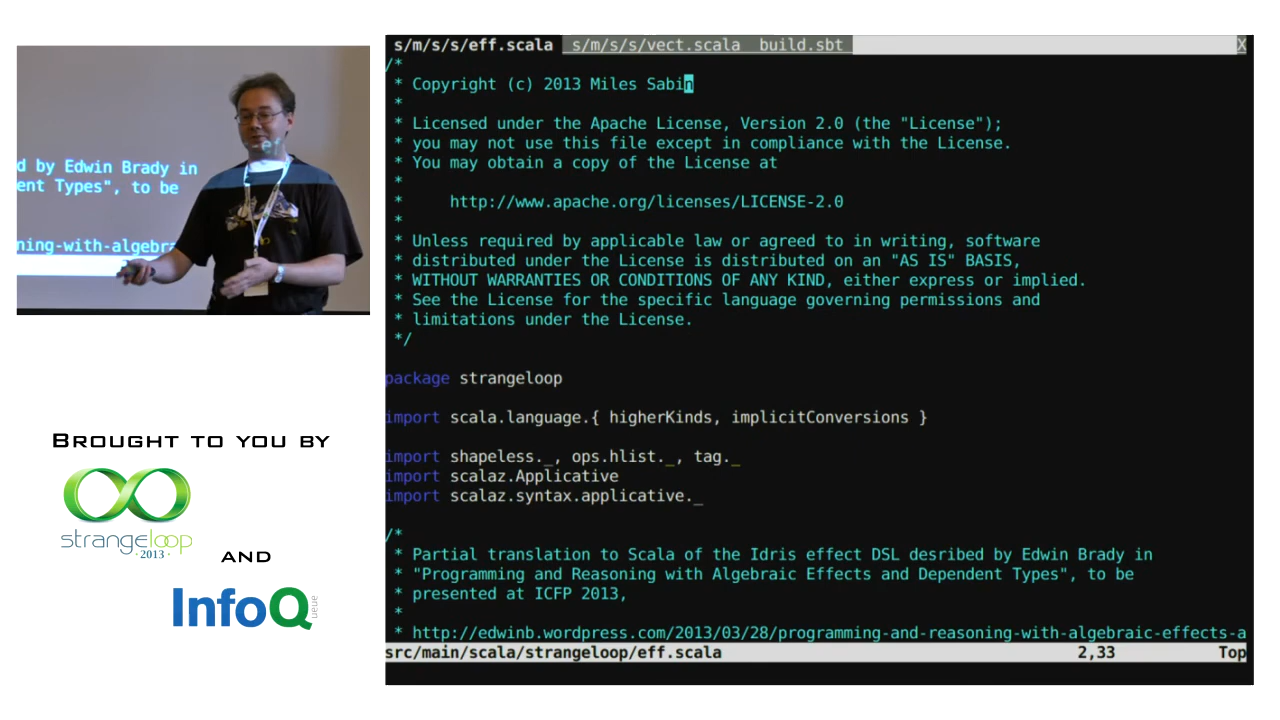 d by Edwin Brady in
ent Types", to be
ning-with-algebra
BROUGHT TO YOU BY
strangeloop
·2013·
AND
InfoQ
ueue
s/m/s/s/eff.scala s/m/s/s/vect.scala build.sbt X
/*
* Copyright (c) 2013 Miles Sabin
*
* Licensed under the Apache License, Version 2.0 (the "License");
* you may not use this file except in compliance with the License.
* You may obtain a copy of the License at
*
* http://www.apache.org/licenses/LICENSE-2.0
*
* Unless required by applicable law or agreed to in writing, software
* distributed under the License is distributed on an "AS IS" BASIS,
* WITHOUT WARRANTIES OR CONDITIONS OF ANY KIND, either express or implied.
* See the License for the specific language governing permissions and
* limitations under the License.
*/
package strangeloop
import scala.language.{ higherKinds, implicitConversions }
import shapeless._, ops.hlist._, tag._
import scalaz.Applicative
import scalaz.syntax.applicative._
/*
* Partial translation to Scala of the Idris effect DSL desribed by Edwin Brady in
* "Programming and Reasoning with Algebraic Effects and Dependent Types", to be
* presented at ICFP 2013,
*
* http://edwinb.wordpress.com/2013/03/28/programming-and-reasoning-with-algebraic-effects-a
src/main/scala/strangeloop/eff.scala 2,33 Top